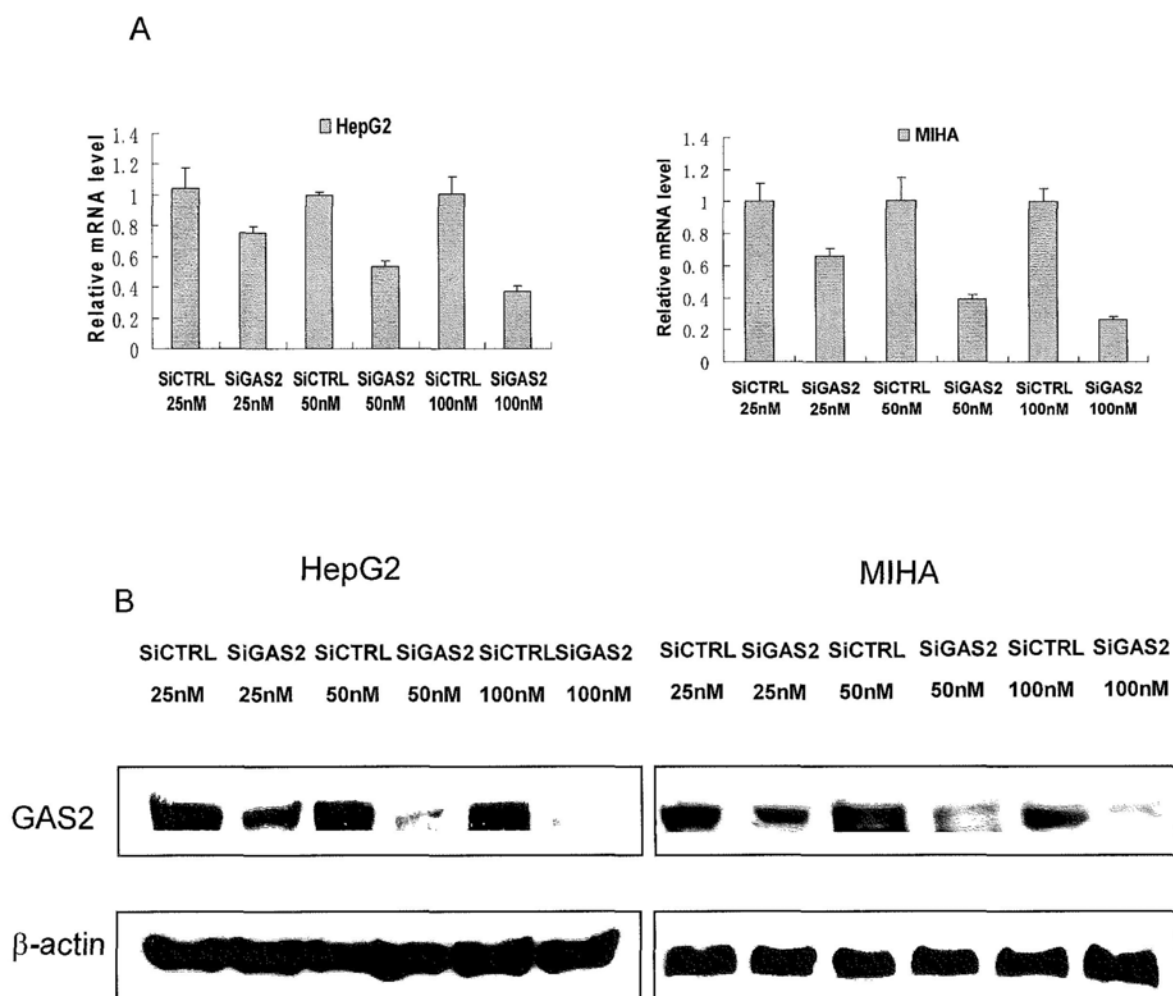 A
HepG2
Relative mRNA level
1.4
1.2
1
0.8
0.6
0.4
0.2
0
SiCTRL SiGAS2 SiCTRL SiGAS2 SiCTRL SiGAS2
25nM 25nM 50nM 50nM 100nM 100nM
MIHA
Relative mRNA level
1.4
1.2
1
0.8
0.6
0.4
0.2
0
SiCTRL SiGAS2 SiCTRL SiGAS2 SiCTRL SiGAS2
25nM 25nM 50nM 50nM 100nM 100nM
HepG2 MIHA
B
SiCTRL SiGAS2 SiCTRL SiGAS2 SiCTRL SiGAS2 SiCTRL SiGAS2 SiCTRL SiGAS2 SiCTRL SiGAS2
25nM 25nM 50nM 50nM 100nM 100nM 25nM 25nM 50nM 50nM 100nM 100nM
GAS2
β-actin